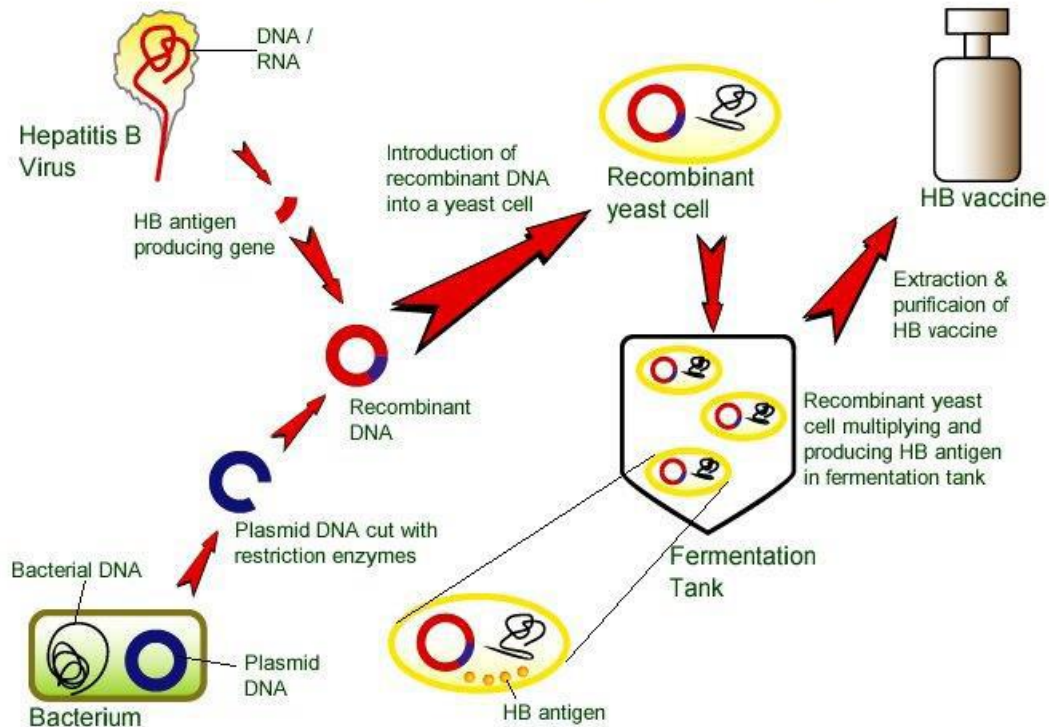 DNA /
RNA
Hepatitis B
Virus
HB antigen
producing gene
Introduction of
recombinant DNA
into a yeast cell
Recombinant
yeast cell
HB vaccine
Extraction &
purificaion of
HB vaccine
Recombinant
DNA
Recombinant yeast
cell multiplying and
producing HB antigen
in fermentation tank
Plasmid DNA cut with
restriction enzymes
Fermentation
Tank
Bacterial DNA
Plasmid
DNA
Bacterium
HB antigen